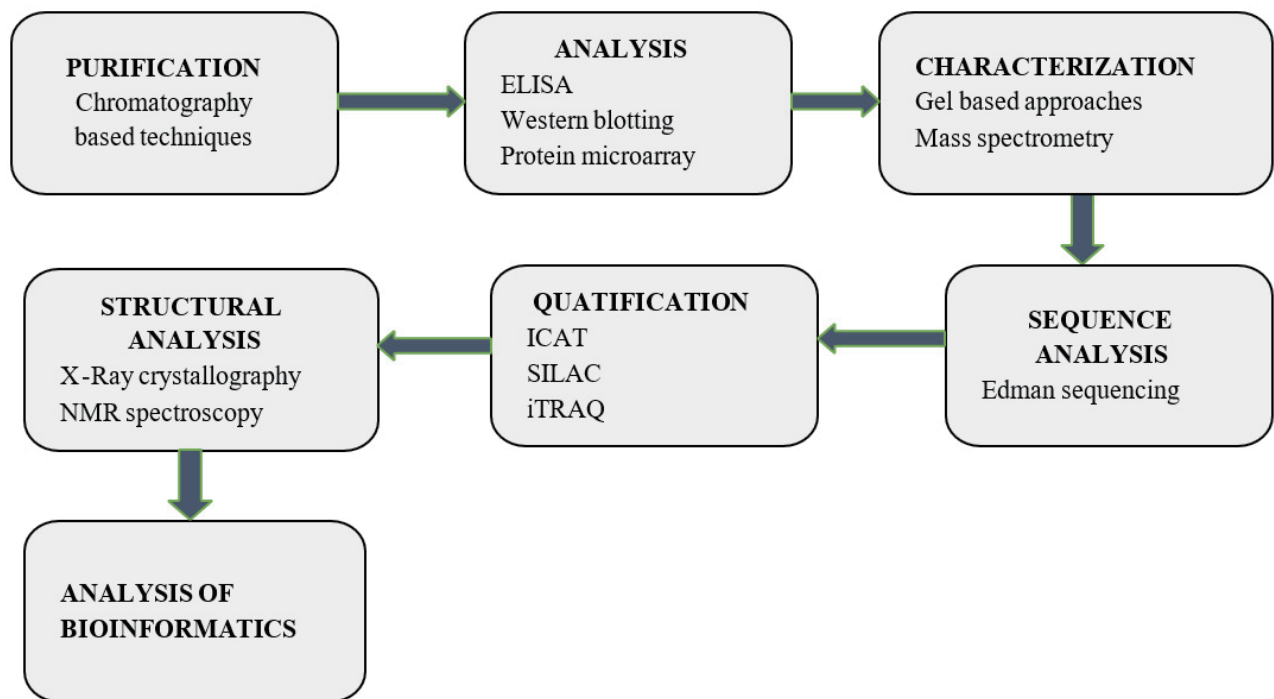 PURIFICATION
Chromatography
based techniques
ANALYSIS
ELISA
Western blotting
Protein microarray
CHARACTERIZATION
Gel based approaches
Mass spectrometry
SEQUENCE
ANALYSIS
Edman sequencing
QUATIFICATION
ICAT
SILAC
iTRAQ
STRUCTURAL
ANALYSIS
X-Ray crystallography
NMR spectroscopy
ANALYSIS OF
BIOINFORMATICS